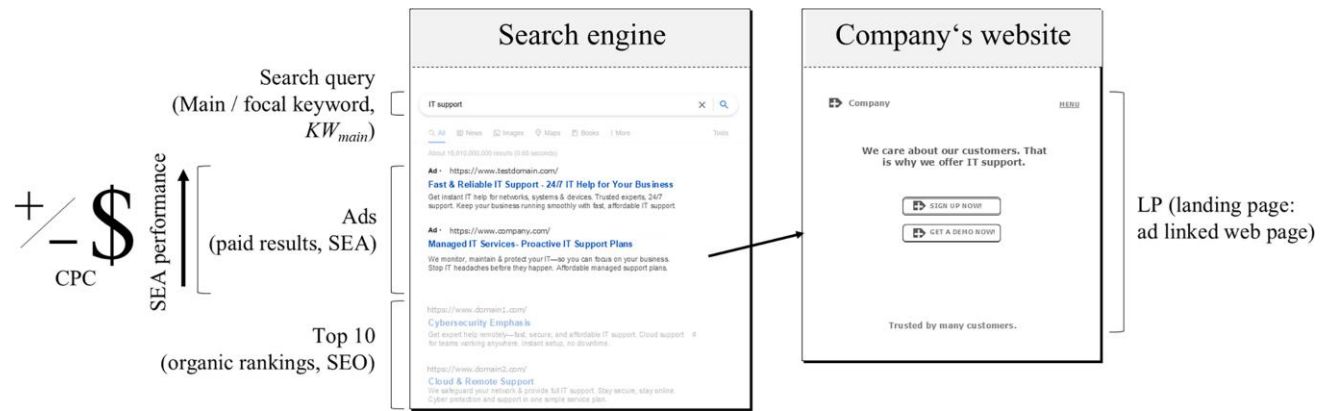 Search engine
Company‘s website
Search query
(Main / focal keyword,
KWmain)
IT support
All News Images Maps Books More Tools
About 10,010,000,000 results (0.60 seconds)
Ad · https://www.testdomain.com/
Fast & Reliable IT Support - 24/7 IT Help for Your Business
Get instant IT help for networks, systems & devices. Trusted experts, 24/7
support. Keep your business running smoothly with fast, affordable IT support.
Ad · https://www.company.com/
Managed IT Services- Proactive IT Support Plans
We monitor, maintain & protect your IT—so you can focus on your business.
Stop IT headaches before they happen. Affordable managed support plans.
https://www.domain1.com/
Cybersecurity Emphasis
Get expert help remotely—fast, secure, and affordable IT support. Cloud support
for teams working anywhere. Instant setup, no downtime.
https://www.domain2.com/
Cloud & Remote Support
We safeguard your network & provide full IT support. Stay secure, stay online.
Cyber protection and support in one simple service plan.
+/−$
CPC
SEA performance
Ads
(paid results, SEA)
Top 10
(organic rankings, SEO)
Company
MENU
We care about our customers. That
is why we offer IT support.
SIGN UP NOW!
GET A DEMO NOW!
Trusted by many customers.
LP (landing page:
ad linked web page)